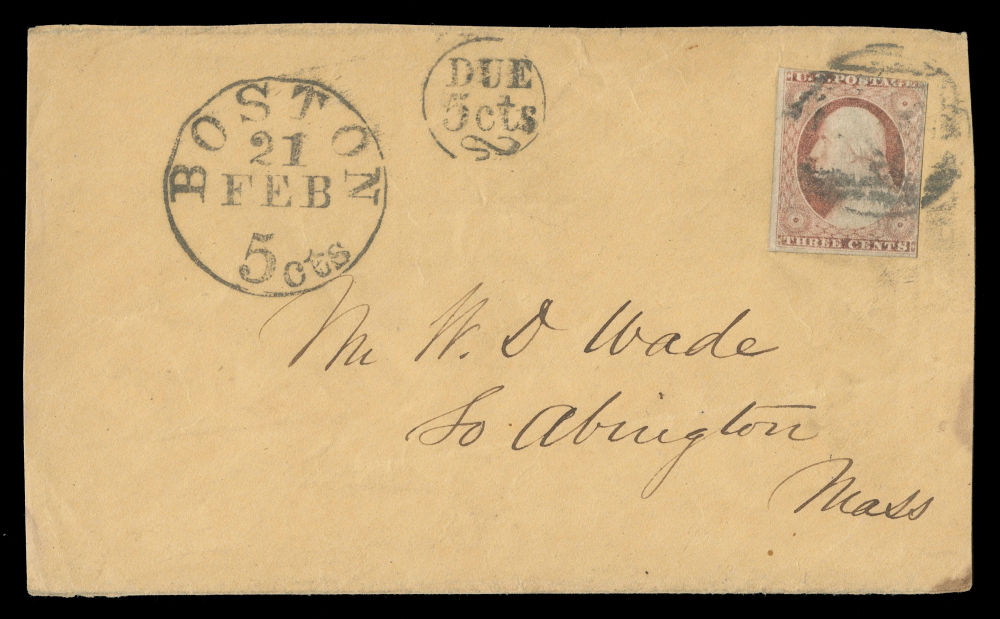 BOSTON
21
FEB
5cts
DUE
5cts
U.S. POSTAGE
THREE CENTS
Mr W. D Wade
So Abington
Mass